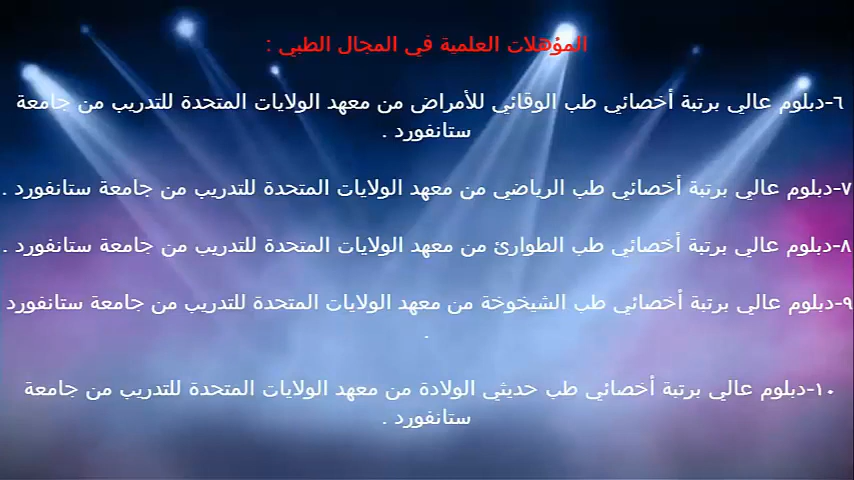 المؤهلات العلمية في المجال الطبي :
٦-دبلوم عالي برتبة أخصائي طب الوقائي للأمراض من معهد الولايات المتحدة للتدريب من جامعة
ستانفورد .
٧-دبلوم عالي برتبة أخصائي طب الرياضي من معهد الولايات المتحدة للتدريب من جامعة ستانفورد .
٨-دبلوم عالي برتبة أخصائي طب الطوارئ من معهد الولايات المتحدة للتدريب من جامعة ستانفورد .
٩-دبلوم عالي برتبة أخصائي طب الشيخوخة من معهد الولايات المتحدة للتدريب من جامعة ستانفورد
.
١٠-دبلوم عالي برتبة أخصائي طب حديثي الولادة من معهد الولايات المتحدة للتدريب من جامعة
ستانفورد .